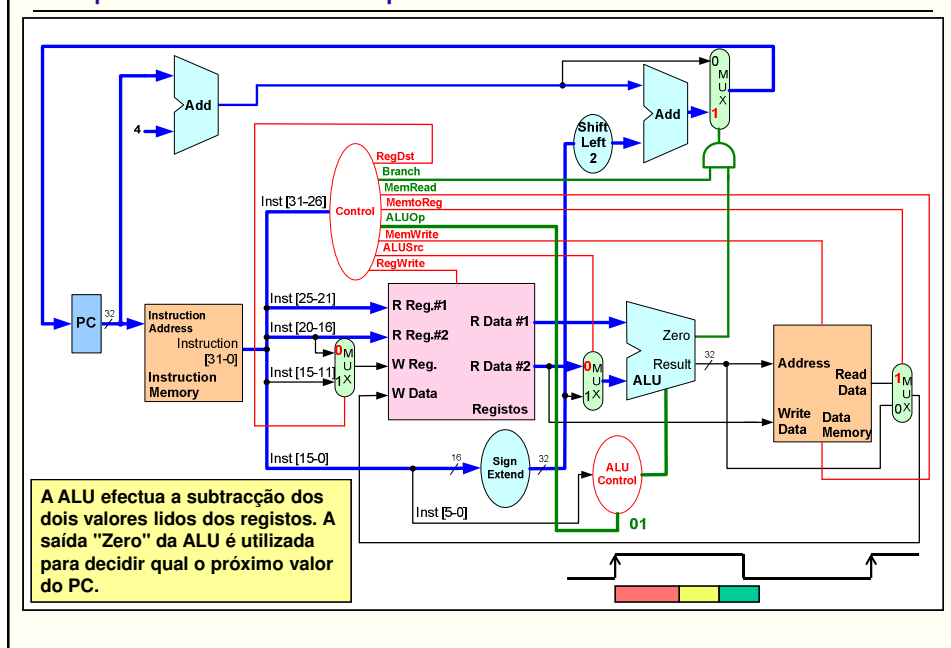 0
M
U
X
1
Add
4
Add
Shift
Left
2
RegDst
Branch
MemRead
MemtoReg
ALUOp
MemWrite
ALUSrc
RegWrite
Control
Inst [31-26]
PC
32
Instruction
Address
Instruction
[31-0]
Instruction
Memory
Inst [25-21]
Inst [20-16]
Inst [15-11]
Inst [15-0]
0
M
U
X
1
R Reg.#1
R Reg.#2
W Reg.
W Data
R Data #1
R Data #2
Registos
0
M
U
X
1
Zero
Result
ALU
32
Address
Read
Data
Write
Data
Data
Memory
1
M
U
X
0
16
Sign
Extend
32
ALU
Control
Inst [5-0]
01
A ALU efectua a subtracção dos
dois valores lidos dos registos. A
saída "Zero" da ALU é utilizada
para decidir qual o próximo valor
do PC.